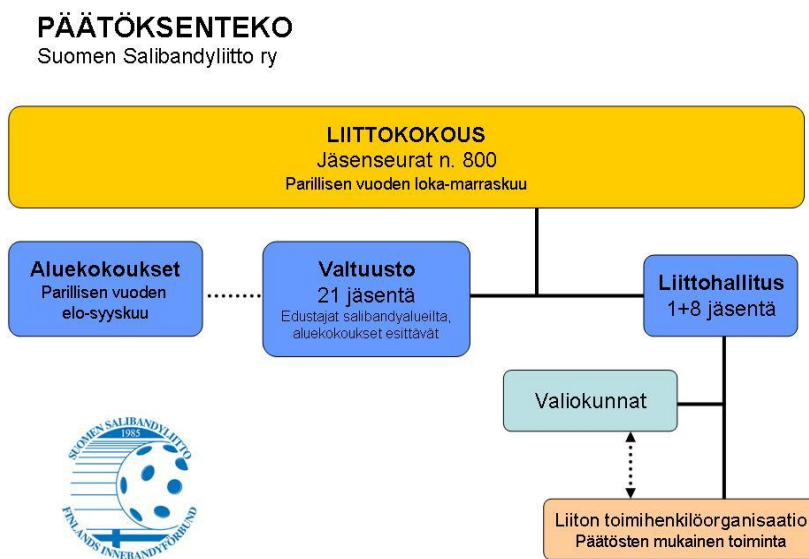 PÄÄTÖKSENTEKO
Suomen Salibandyliitto ry
LIITTOKOKOUS
Jäsenseurat n. 800
Parillisen vuoden loka-marraskuu
Aluekokoukset
Parillisen vuoden
elo-syyskuu
Valtuusto
21 jäsentä
Edustajat salibandyalueilta,
aluekokoukset esittävät
Liittohallitus
1+8 jäsentä
Valiokunnat
Liiton toimihenkilöorganisaatio
Päätösten mukainen toiminta
SUOMEN SALIBANDYLIITTO
1985
FINLANDS INNEBANDYFÖRBUND